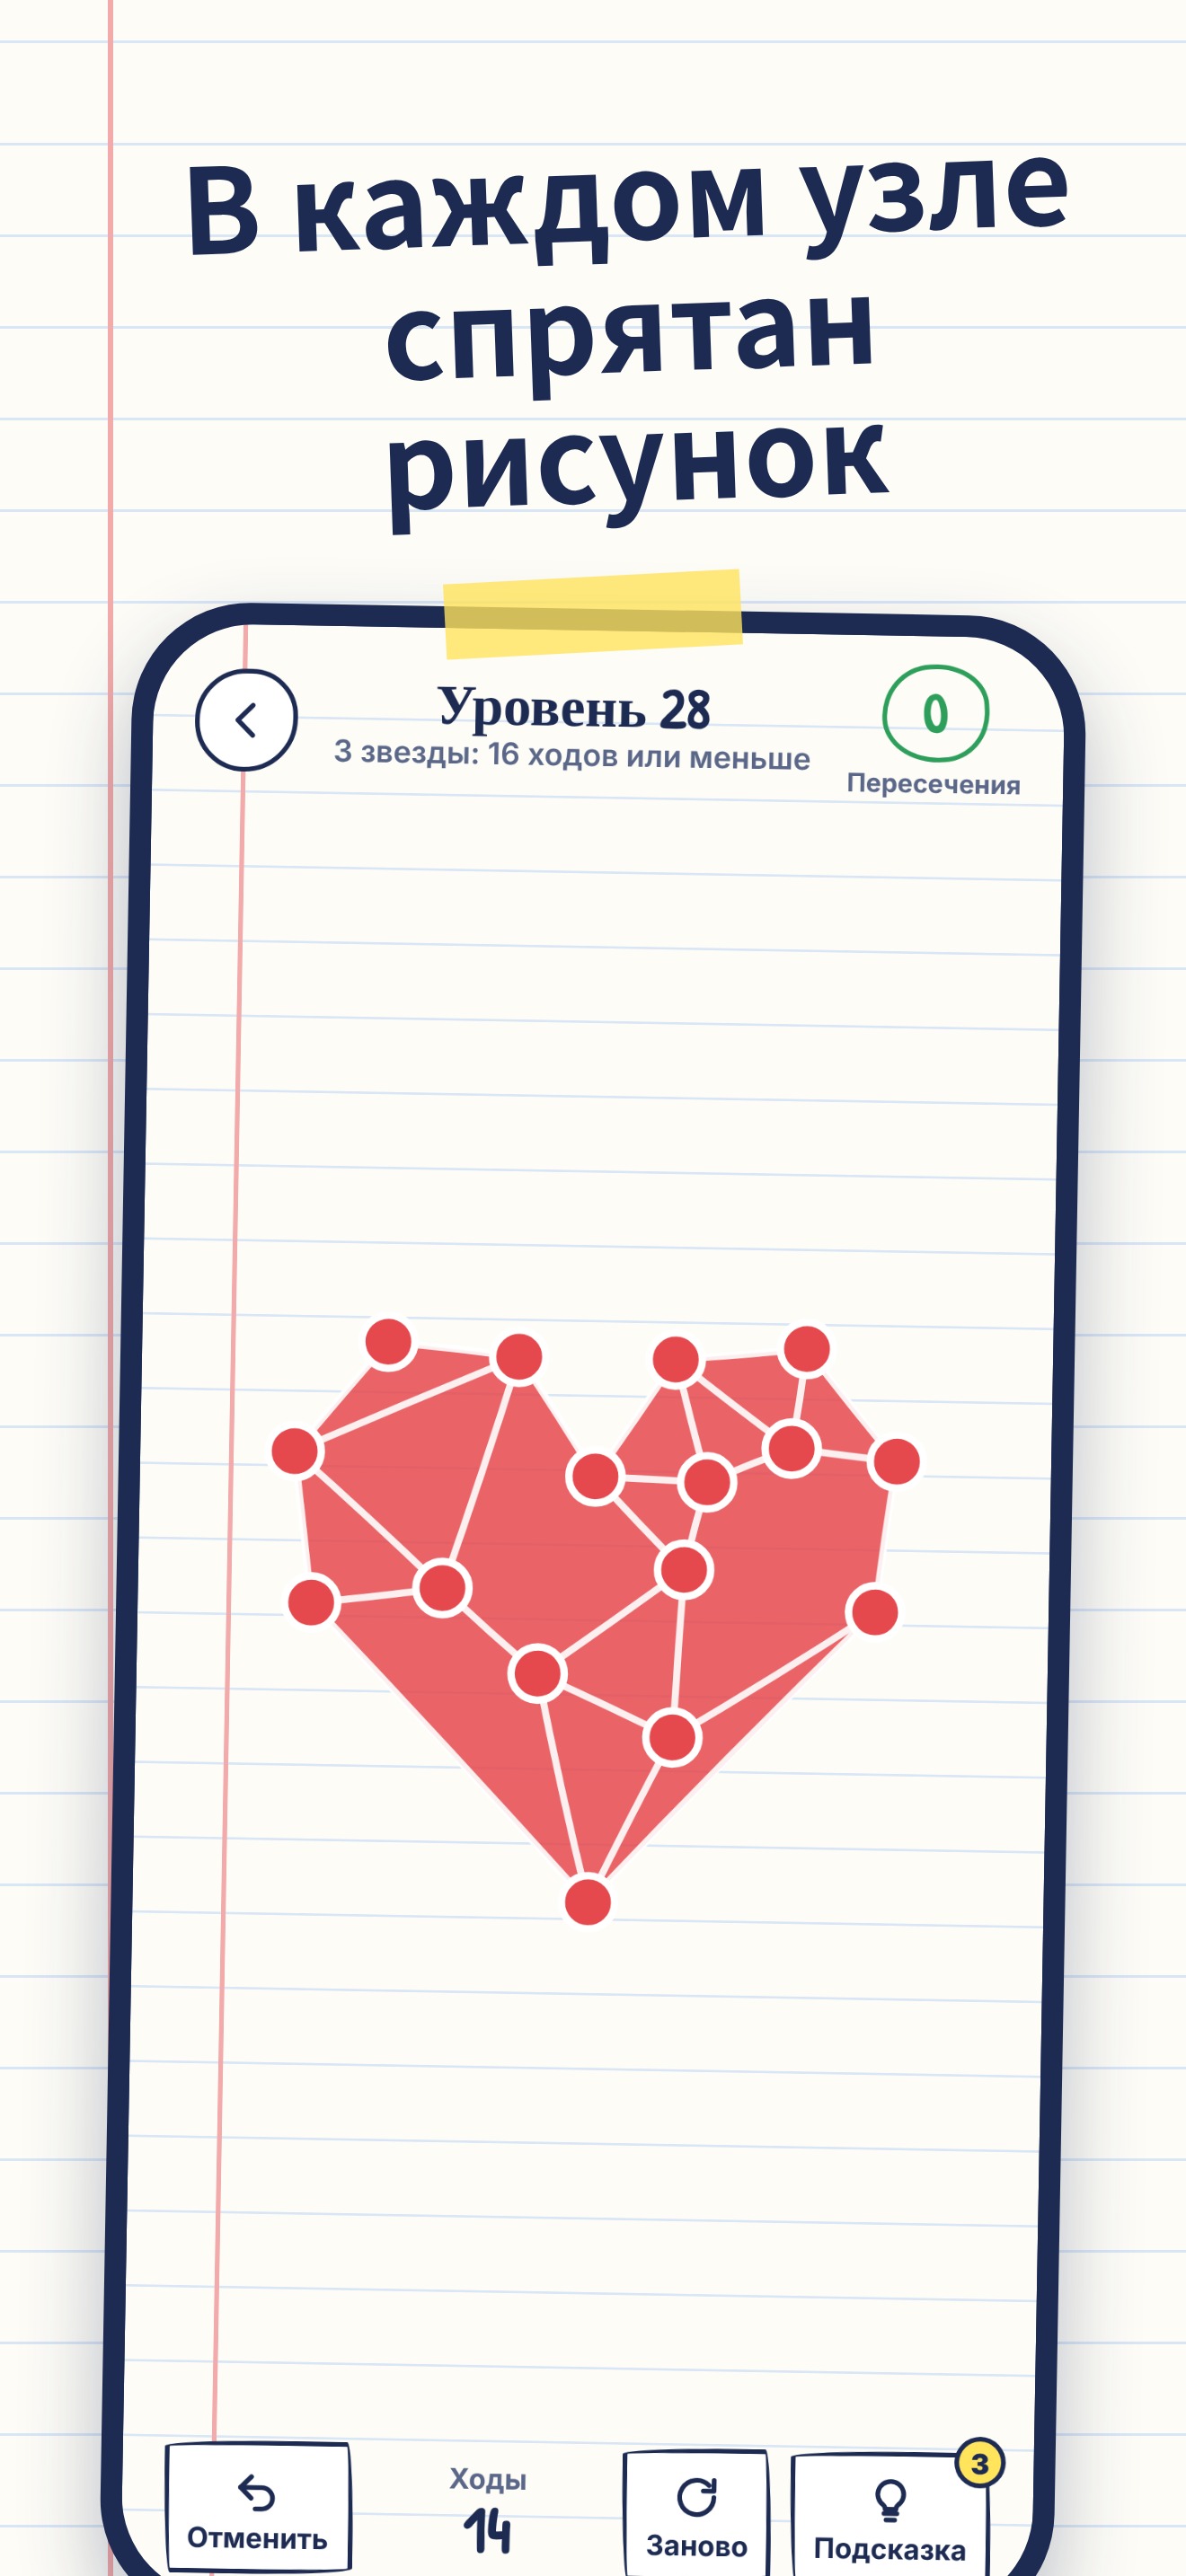 В каждом узле
спрятан
рисунок
Уровень 28
3 звезды: 16 ходов или меньше
0
Пересечения
3
Отменить
Ходы
14
Заново
Подсказка